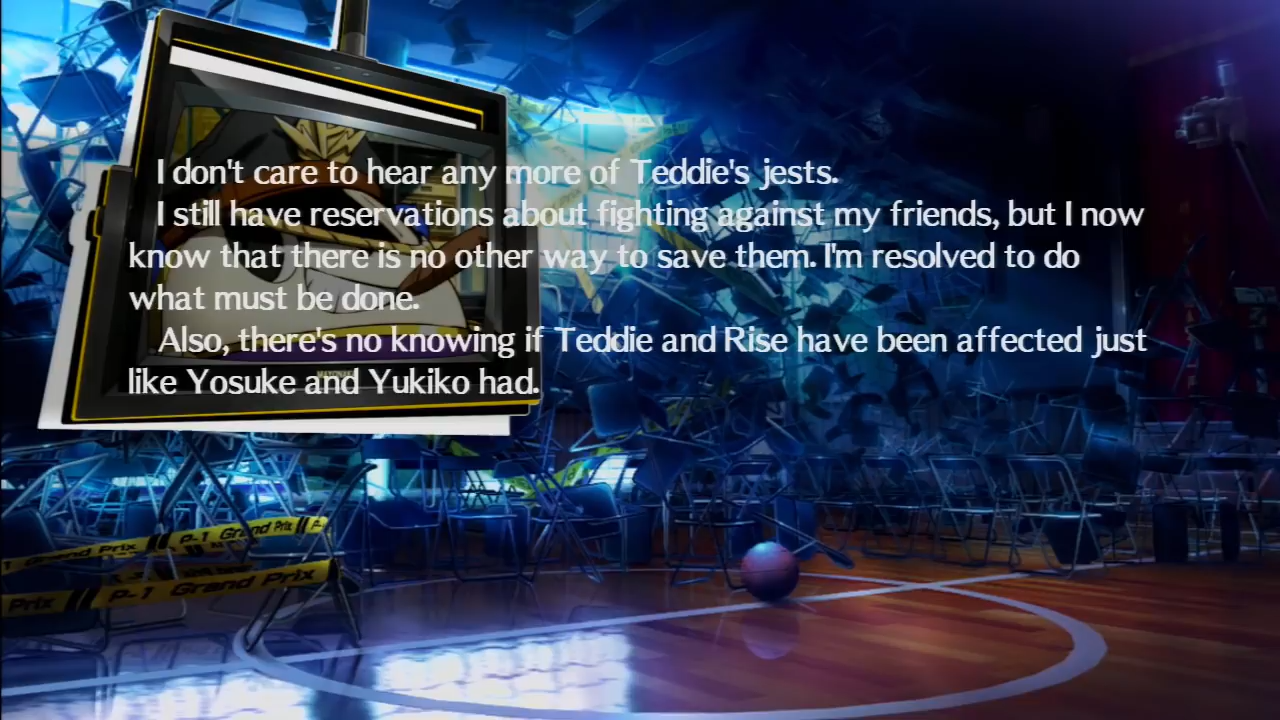 I don't care to hear any more of Teddie's jests.
I still have reservations about fighting against my friends, but I now
know that there is no other way to save them. I'm resolved to do
what must be done.
Also, there's no knowing if Teddie and Rise have been affected just
like Yosuke and Yukiko had.
Grand Prix
P-1 Grand Prix
P-
Prix
P-1 Grand Prix